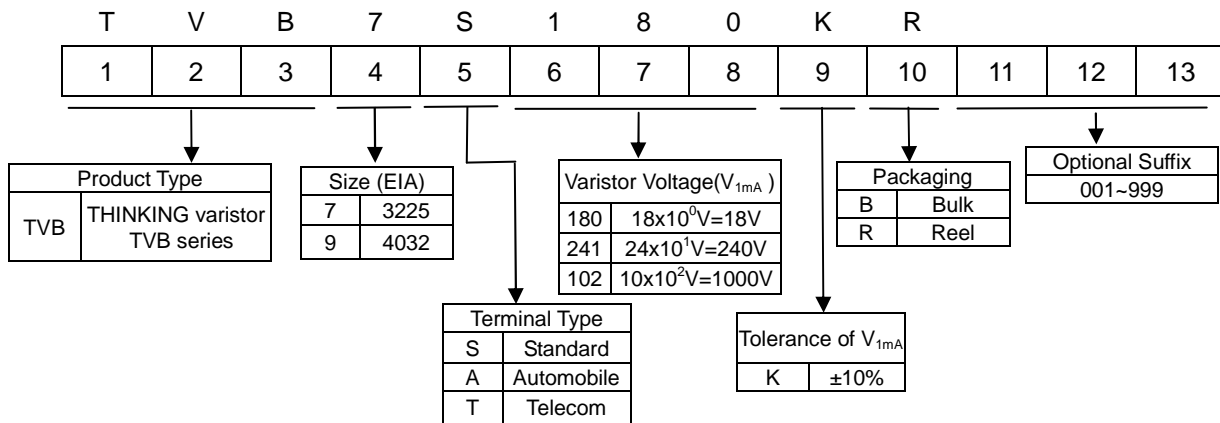 T V B 7 S 1 8 0 K R
1 2 3 4 5 6 7 8 9 10 11 12 13
Product Type
TVB THINKING varistor
TVB series
Size (EIA)
7 3225
9 4032
Terminal Type
S Standard
A Automobile
T Telecom
Varistor Voltage(V1mA )
180 18x10⁰V=18V
241 24x10¹V=240V
102 10x10²V=1000V
Tolerance of V1mA
K ±10%
Packaging
B Bulk
R Reel
Optional Suffix
001~999